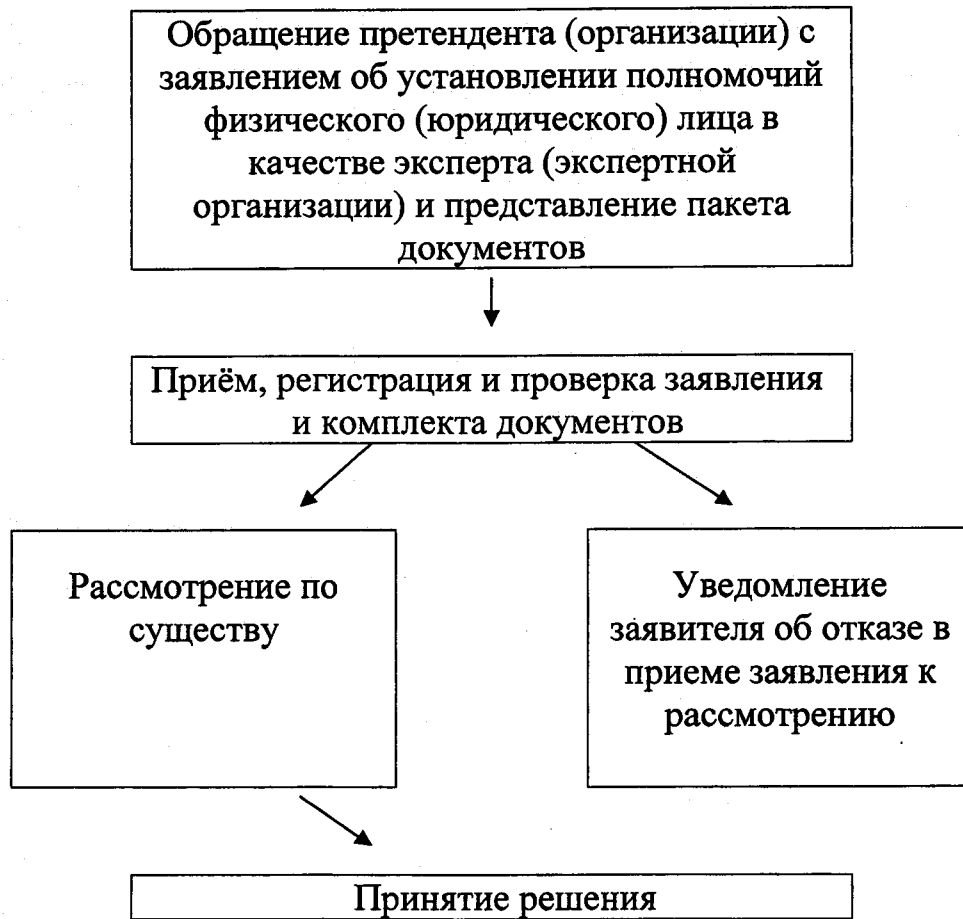 Обращение претендента (организации) с
заявлением об установлении полномочий
физического (юридического) лица в
качестве эксперта (экспертной
организации) и представление пакета
документов
Приём, регистрация и проверка заявления
и комплекта документов
Рассмотрение по
существу
Уведомление
заявителя об отказе в
приеме заявления к
рассмотрению
Принятие решения